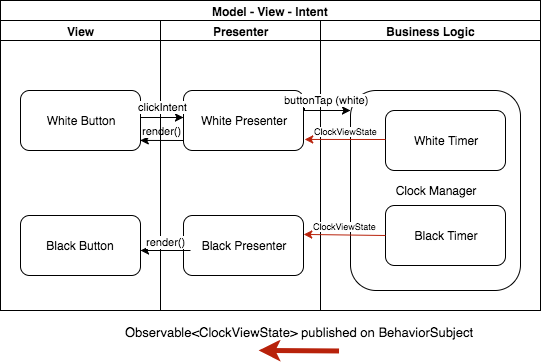 Model - View - Intent
View
Presenter
Business Logic
White Button
clickIntent
render()
White Presenter
buttonTap (white)
ClockViewState
White Timer
Clock Manager
Black Button
render()
Black Presenter
ClockViewState
Black Timer
Observable<ClockViewState> published on BehaviorSubject